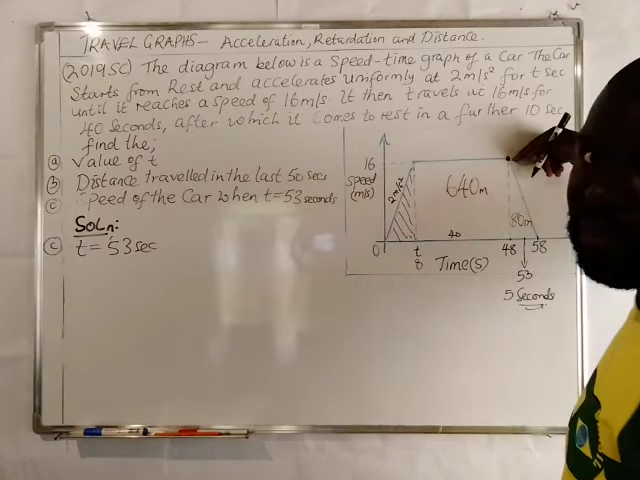 TRAVEL GRAPHS - Acceleration, Retardation and Distance.
(2019SC) The diagram below is a Speed-time graph of a Car The Car
Starts from Rest and accelerates uniformly at 2m/s² for t sec
until it reaches a speed of 16m/s It then travels at 16m/s for
40 seconds, after which it comes to rest in a further 10 sec
find the;
(a) Value of t
(b) Distance travelled in the last 50 secs
(c) Speed of the Car when t=53 seconds
Soln:
(c) t = 53 sec
16
Speed
(m/s)
2m/s²
640m
80m
40
0 t 48 58
8 Time(s) 53
5 Seconds